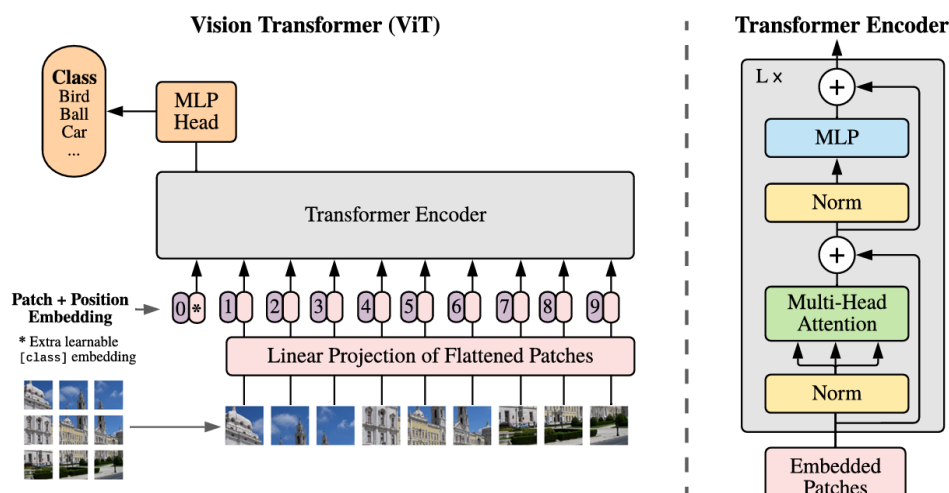 Vision Transformer (ViT)
Class
Bird
Ball
Car
...
MLP
Head
Transformer Encoder
Patch + Position
Embedding
0 *
1
2
3
4
5
6
7
8
9
* Extra learnable
[class] embedding
Linear Projection of Flattened Patches
Transformer Encoder
L ×
+
MLP
Norm
+
Multi-Head
Attention
Norm
Embedded
Patches